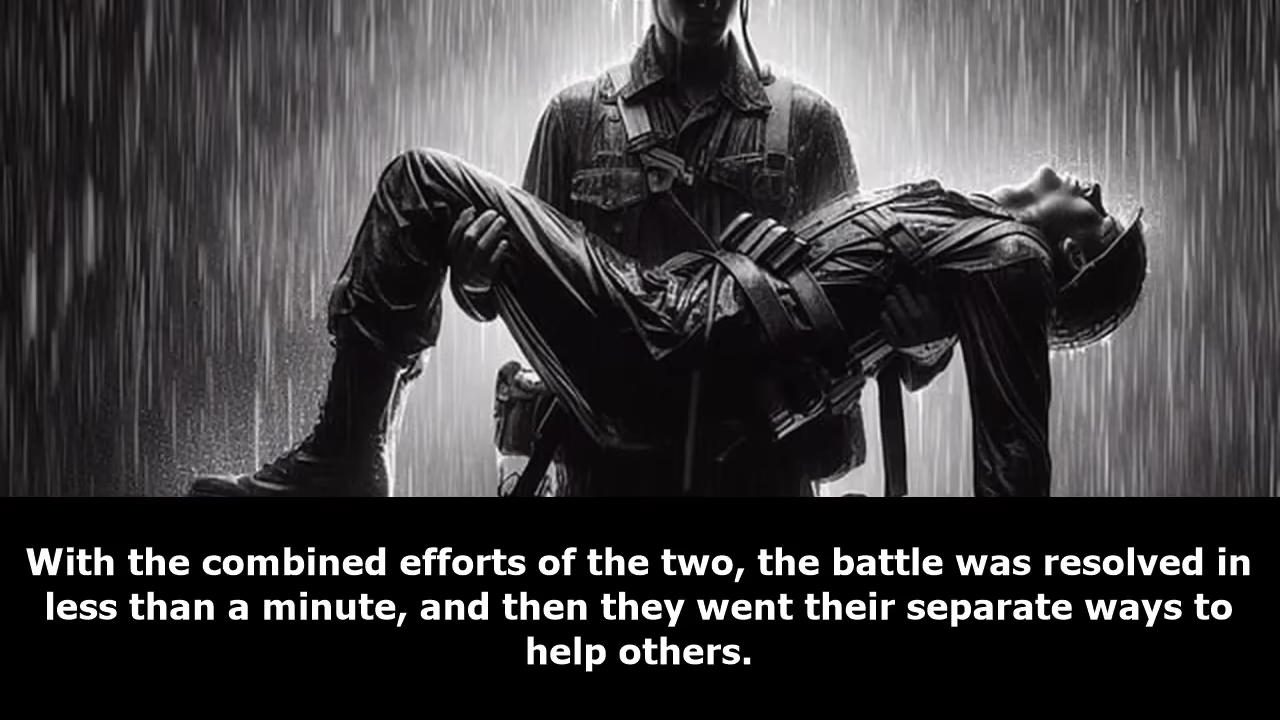 With the combined efforts of the two, the battle was resolved in
less than a minute, and then they went their separate ways to
help others.